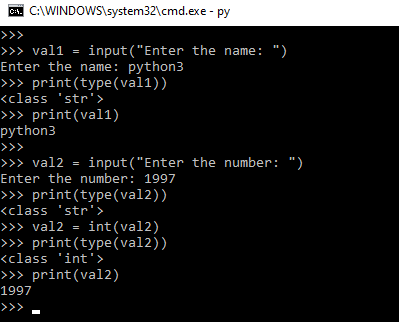 C:\WINDOWS\system32\cmd.exe - py
>>>
>>> val1 = input("Enter the name: ")
Enter the name: python3
>>> print(type(val1))
<class 'str'>
>>> print(val1)
python3
>>>
>>> val2 = input("Enter the number: ")
Enter the number: 1997
>>> print(type(val2))
<class 'str'>
>>> val2 = int(val2)
>>> print(type(val2))
<class 'int'>
>>> print(val2)
1997
>>>